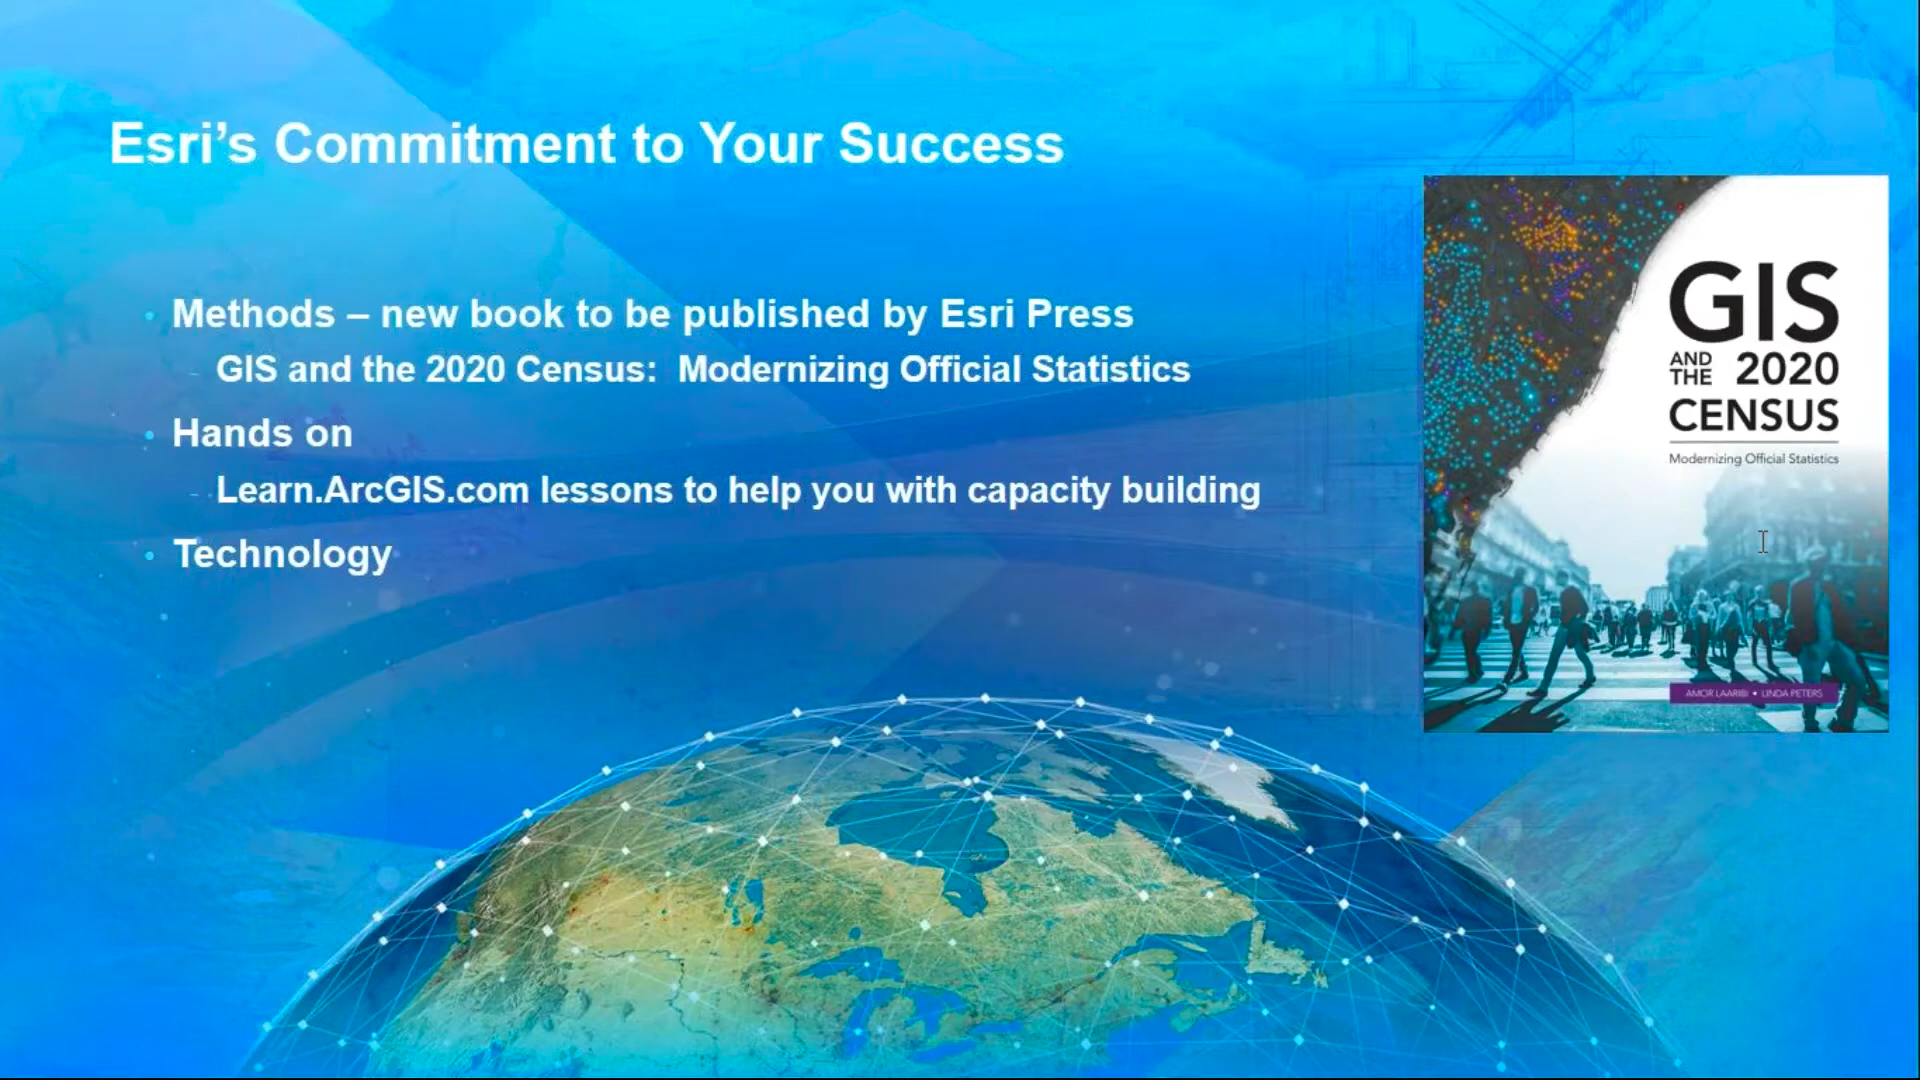 Esri’s Commitment to Your Success
Methods – new book to be published by Esri Press
GIS and the 2020 Census:  Modernizing Official Statistics
Hands on
Learn.ArcGIS.com lessons to help you with capacity building
Technology
GIS
AND THE 2020
CENSUS
Modernizing Official Statistics
AMOR LAARIBI • LINDA PETERS